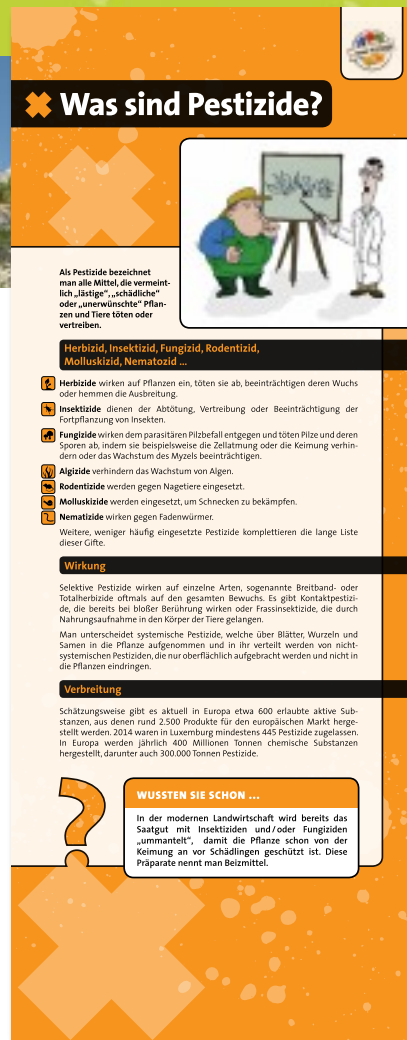 Was sind Pestizide?
Als Pestizide bezeichnet
man alle Mittel, die vermeint-
lich „lästige“, „schädliche“
oder „unerwünschte“ Pflan-
zen und Tiere töten oder
vertreiben.
Herbizid, Insektizid, Fungizid, Rodentizid,
Molluskizid, Nematozid ...
Herbizide wirken auf Pflanzen ein, töten sie ab, beeinträchtigen deren Wuchs
oder hemmen die Ausbreitung.
Insektizide dienen der Abtötung, Vertreibung oder Beeinträchtigung der
Fortpflanzung von Insekten.
Fungizide wirken dem parasitären Pilzbefall entgegen und töten Pilze und deren
Sporen ab, indem sie beispielsweise die Zellatmung oder die Keimung verhin-
dern oder das Wachstum des Myzels beeinträchtigen.
Algizide verhindern das Wachstum von Algen.
Rodentizide werden gegen Nagetiere eingesetzt.
Molluskizide werden eingesetzt, um Schnecken zu bekämpfen.
Nematizide wirken gegen Fadenwürmer.
Weitere, weniger häufig eingesetzte Pestizide komplettieren die lange Liste
dieser Gifte.
Wirkung
Selektive Pestizide wirken auf einzelne Arten, sogenannte Breitband- oder
Totalherbizide oftmals auf den gesamten Bewuchs. Es gibt Kontaktpestizi-
de, die bereits bei bloßer Berührung wirken oder Frassinsektizide, die durch
Nahrungsaufnahme in den Körper der Tiere gelangen.
Man unterscheidet systemische Pestizide, welche über Blätter, Wurzeln und
Samen in die Pflanze aufgenommen und in ihr verteilt werden von nicht-
systemischen Pestiziden, die nur oberflächlich aufgebracht werden und nicht in
die Pflanzen eindringen.
Verbreitung
Schätzungsweise gibt es aktuell in Europa etwa 600 erlaubte aktive Sub-
stanzen, aus denen rund 2.500 Produkte für den europäischen Markt herge-
stellt werden. 2014 waren in Luxemburg mindestens 445 Pestizide zugelassen.
In Europa werden jährlich 400 Millionen Tonnen chemische Substanzen
hergestellt, darunter auch 300.000 Tonnen Pestizide.
?
WUSSTEN SIE SCHON ...
In der modernen Landwirtschaft wird bereits das
Saatgut mit Insektiziden und/oder Fungiziden
„ummantelt“, damit die Pflanze schon von der
Keimung an vor Schädlingen geschützt ist. Diese
Präparate nennt man Beizmittel.